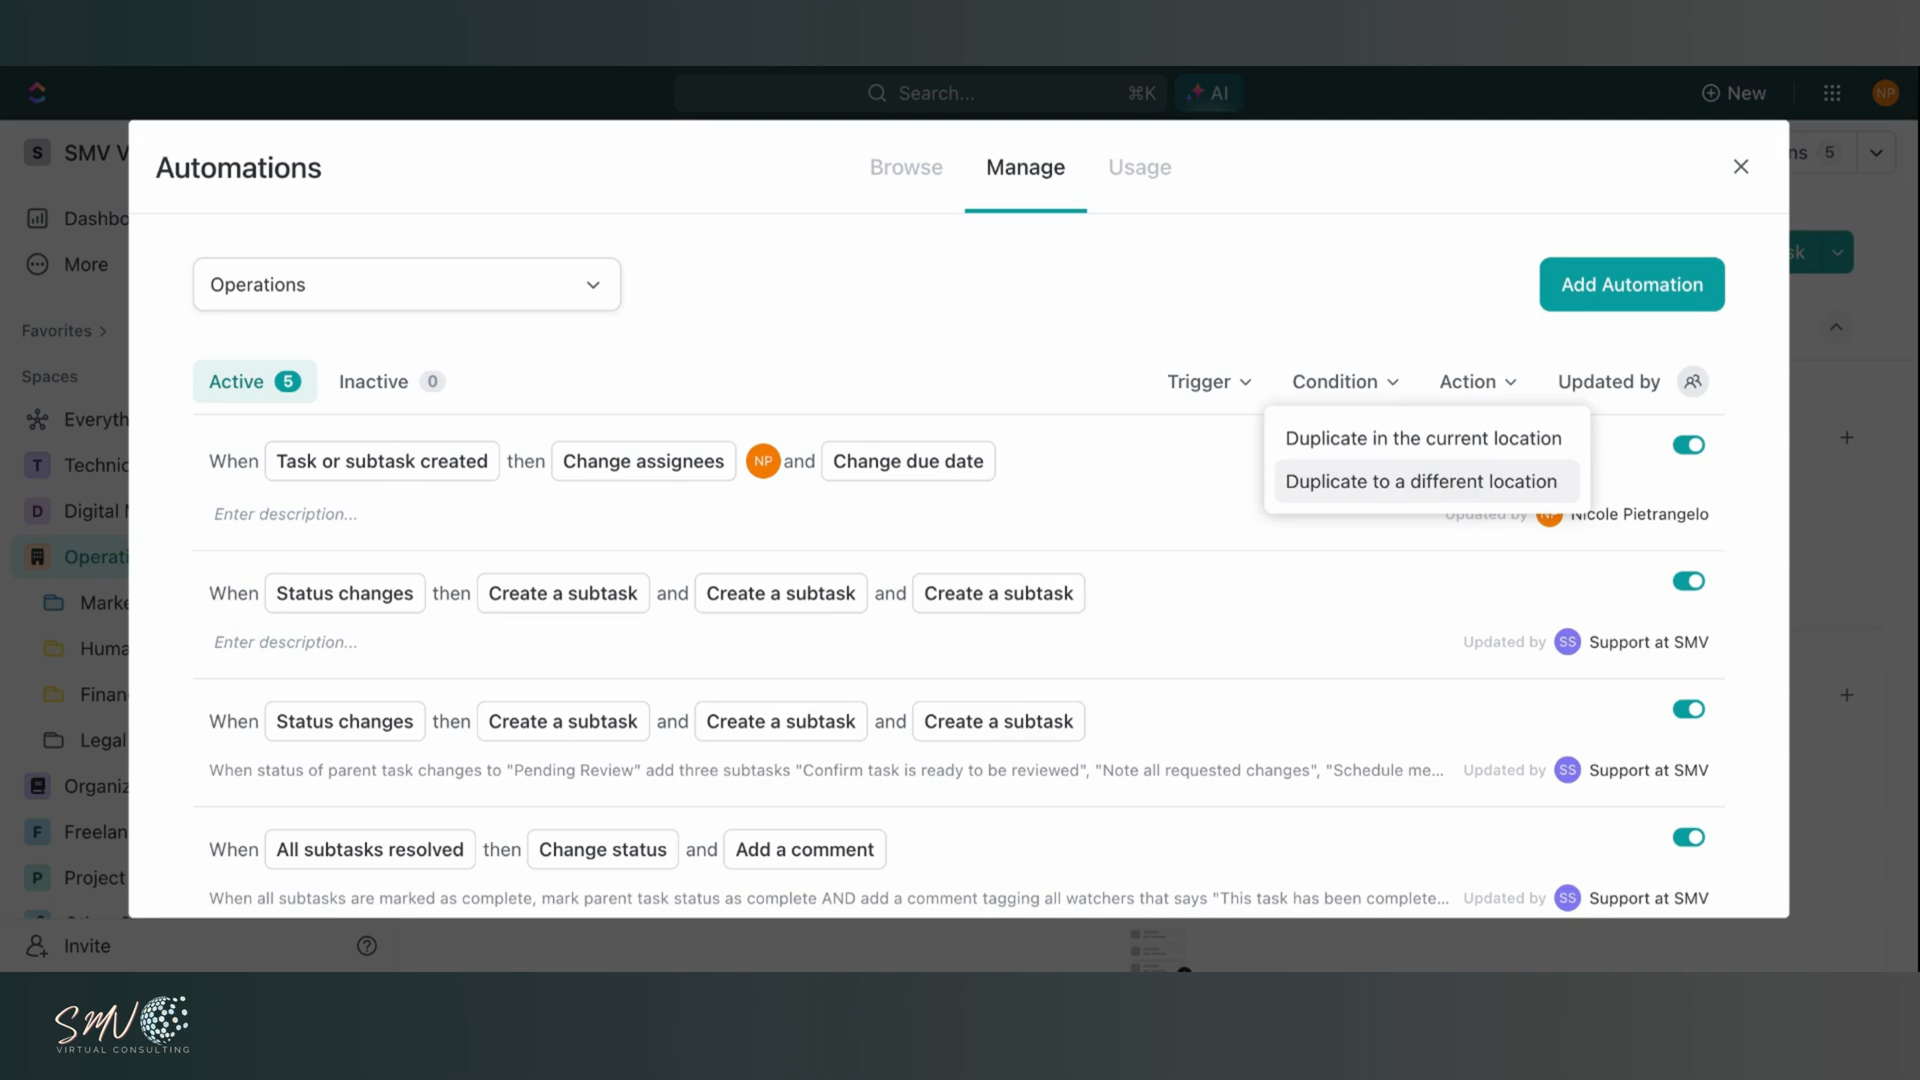 Search...
⌘K
AI
New
NP
S
SMV V
ns 5
Automations
Browse
Manage
Usage
Dashbo
More
Operations
Add Automation
Favorites
Spaces
Active 5
Inactive 0
Trigger
Condition
Action
Updated by
Everyth
T Technic
D Digital
Operati
Marke
Huma
Finan
Legal
Organiz
F Freelan
P Project
Invite
Duplicate in the current location
Duplicate to a different location
When Task or subtask created then Change assignees NP and Change due date
Enter description...
Updated by NP Nicole Pietrangelo
When Status changes then Create a subtask and Create a subtask and Create a subtask
Enter description...
Updated by SS Support at SMV
When Status changes then Create a subtask and Create a subtask and Create a subtask
When status of parent task changes to "Pending Review" add three subtasks "Confirm task is ready to be reviewed", "Note all requested changes", "Schedule me...
Updated by SS Support at SMV
When All subtasks resolved then Change status and Add a comment
When all subtasks are marked as complete, mark parent task status as complete AND add a comment tagging all watchers that says "This task has been complete...
Updated by SS Support at SMV
SMV
VIRTUAL CONSULTING